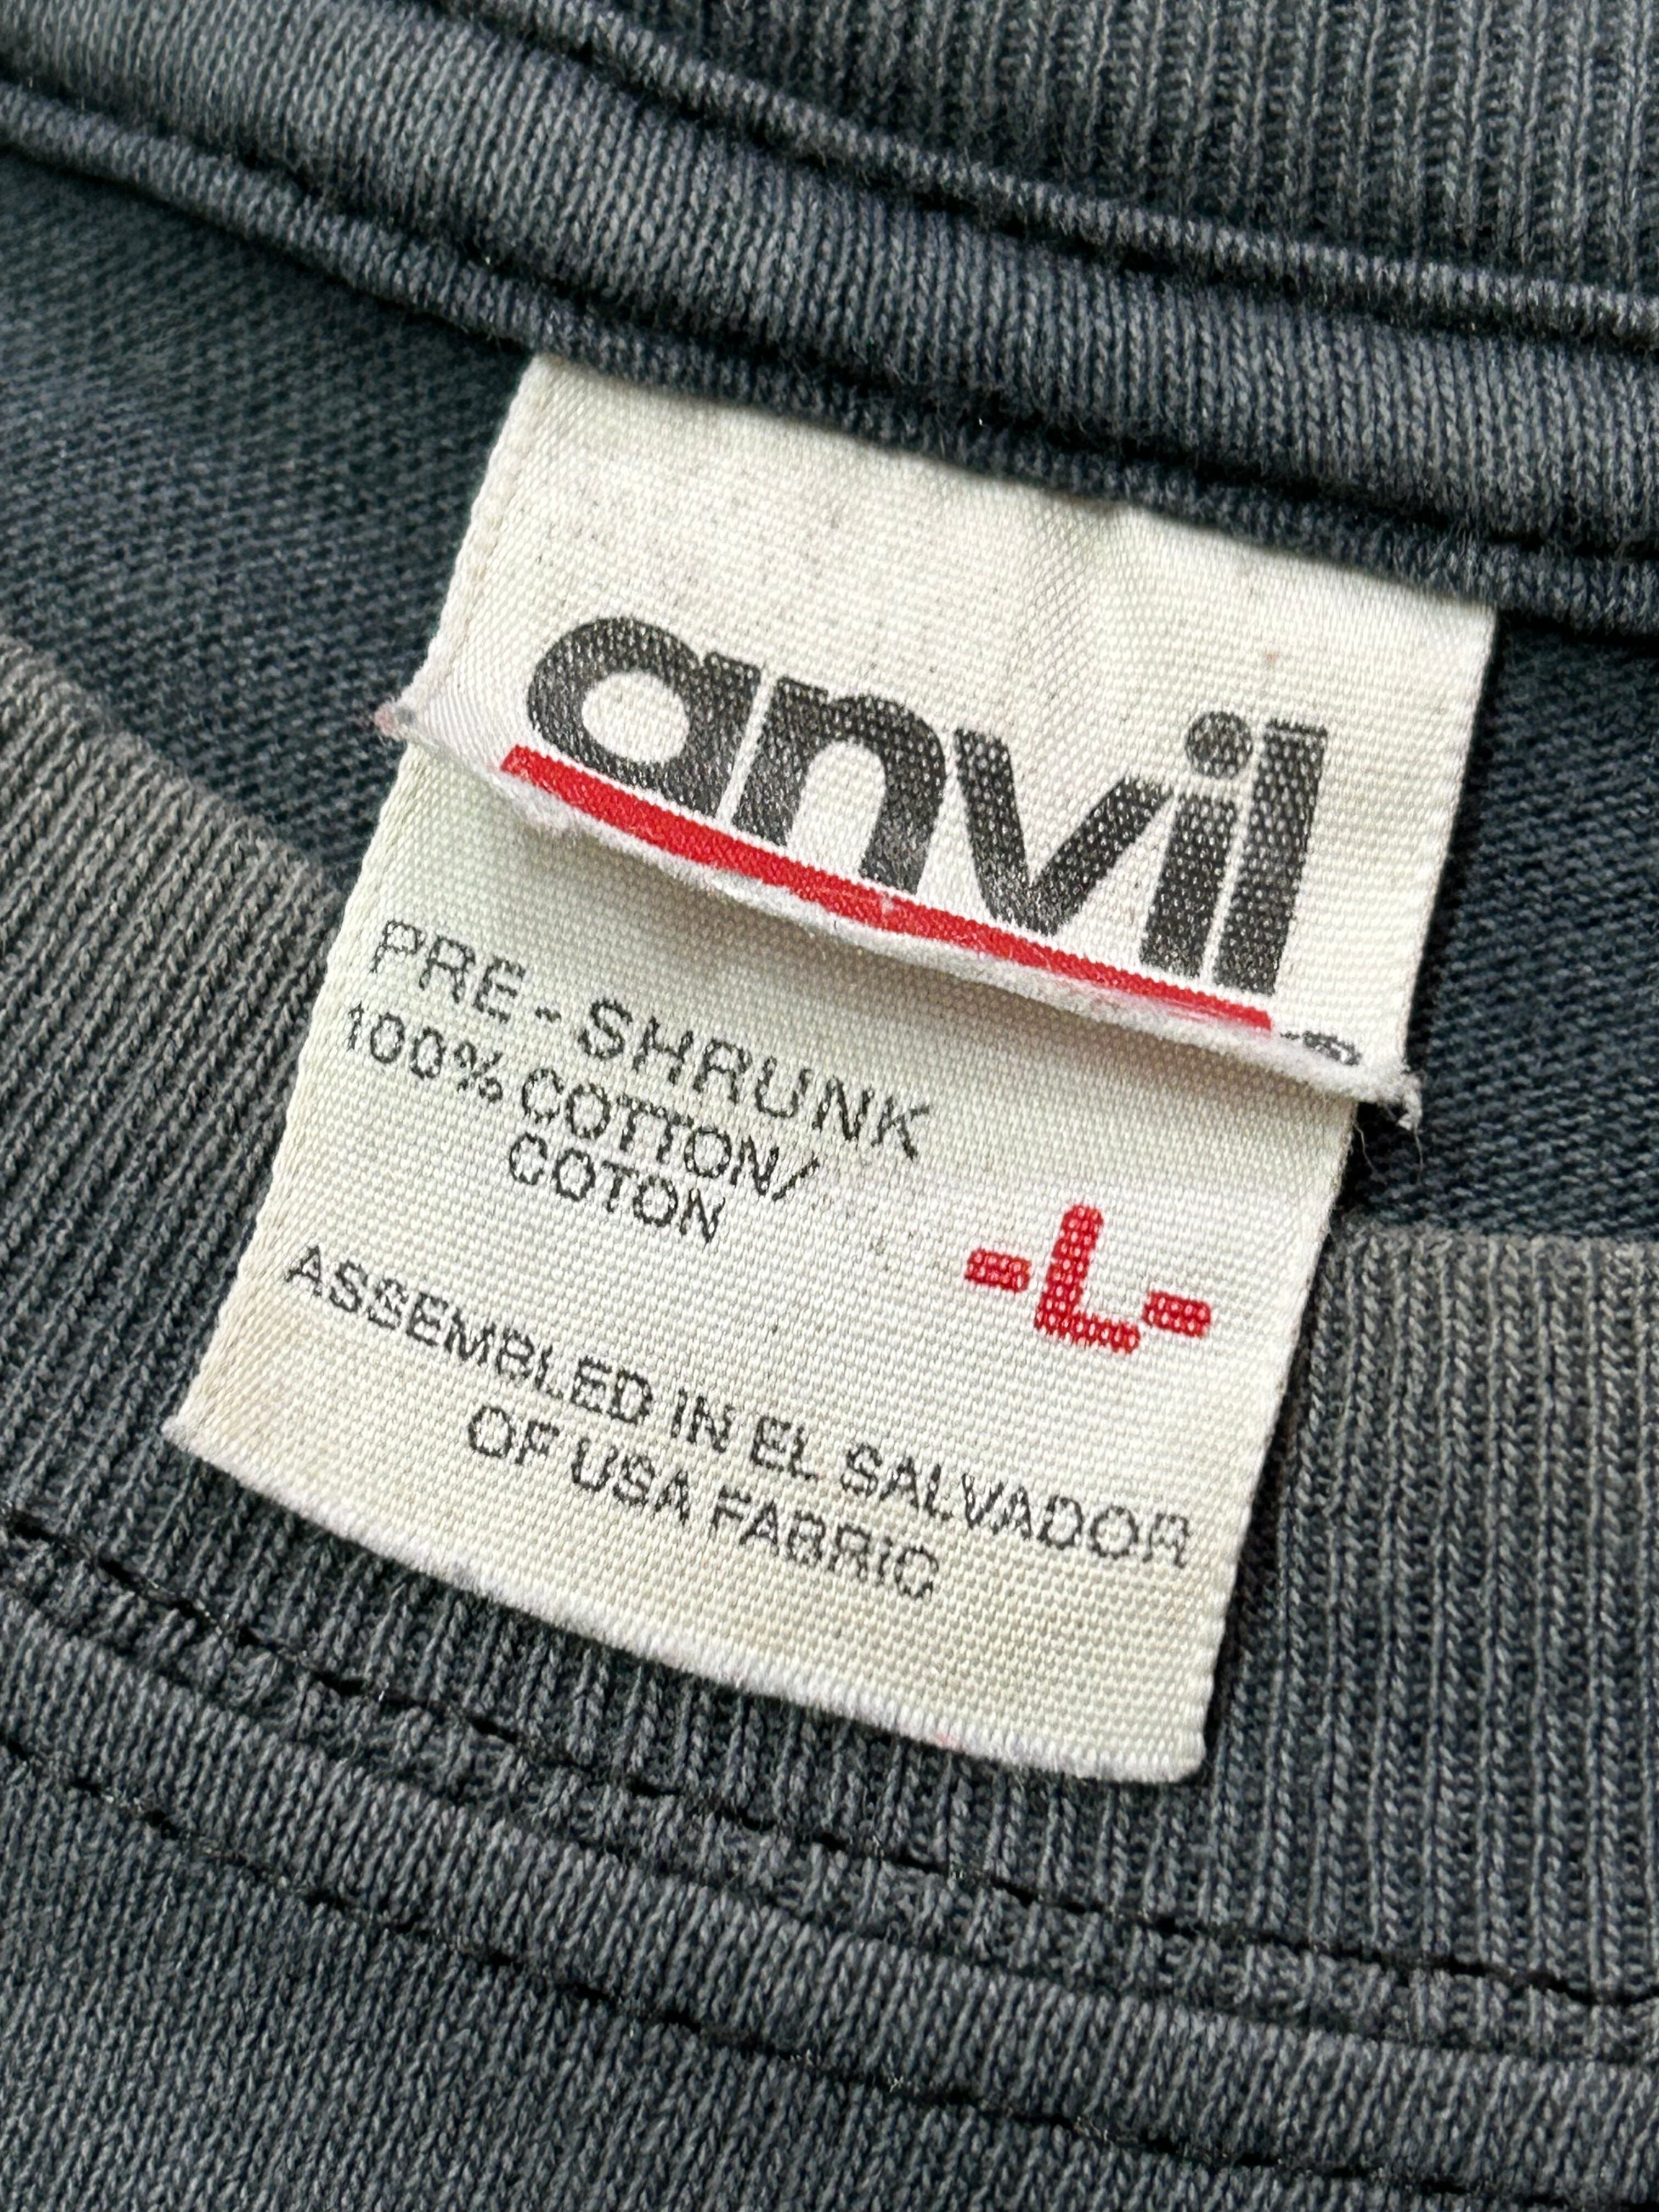 anvil
®
PRE-SHRUNK
100% COTTON/
COTON
-L-
ASSEMBLED IN EL SALVADOR
OF USA FABRIC